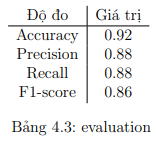 Độ đo Giá trị
Accuracy 0.92
Precision 0.88
Recall 0.88
F1-score 0.86
Bảng 4.3: evaluation